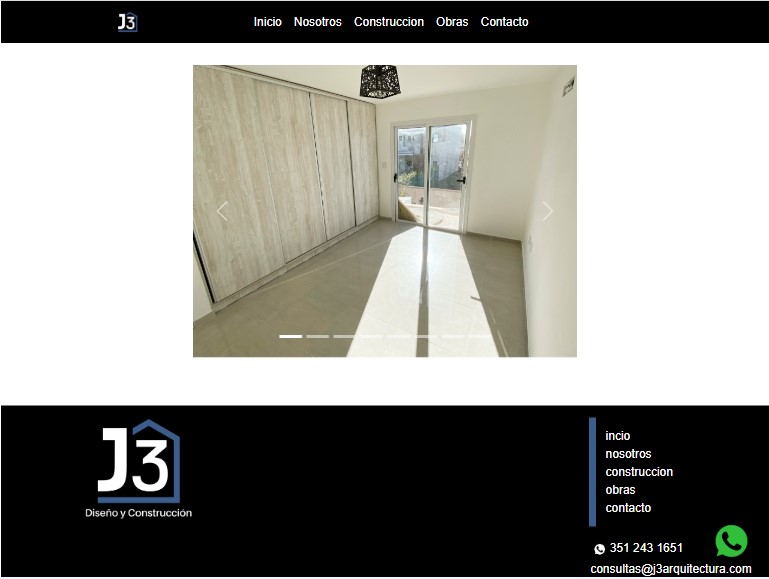 J3
Inicio Nosotros Construccion Obras Contacto
J3
Diseño y Construcción
incio
nosotros
construccion
obras
contacto
351 243 1651
consultas@j3arquitectura.com